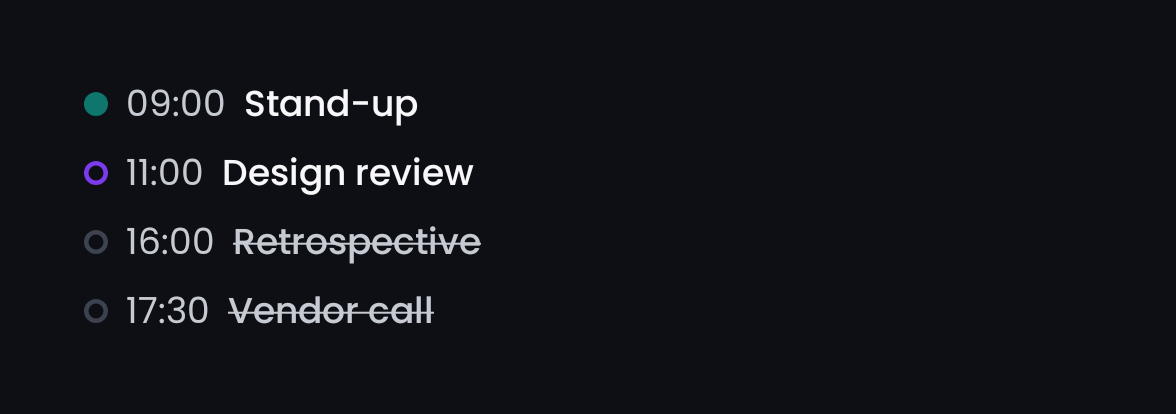 09:00 Stand-up
11:00 Design review
16:00 Retrospective
17:30 Vendor call